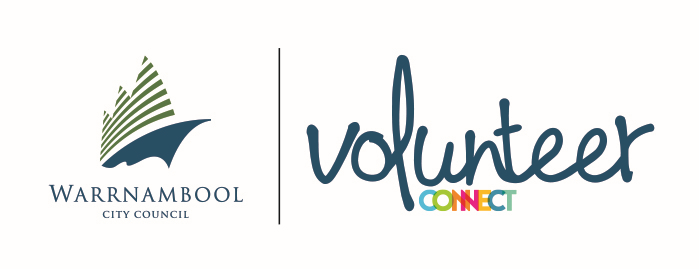 WARRNAMBOOL
CITY COUNCIL
volunteer
CONNECT